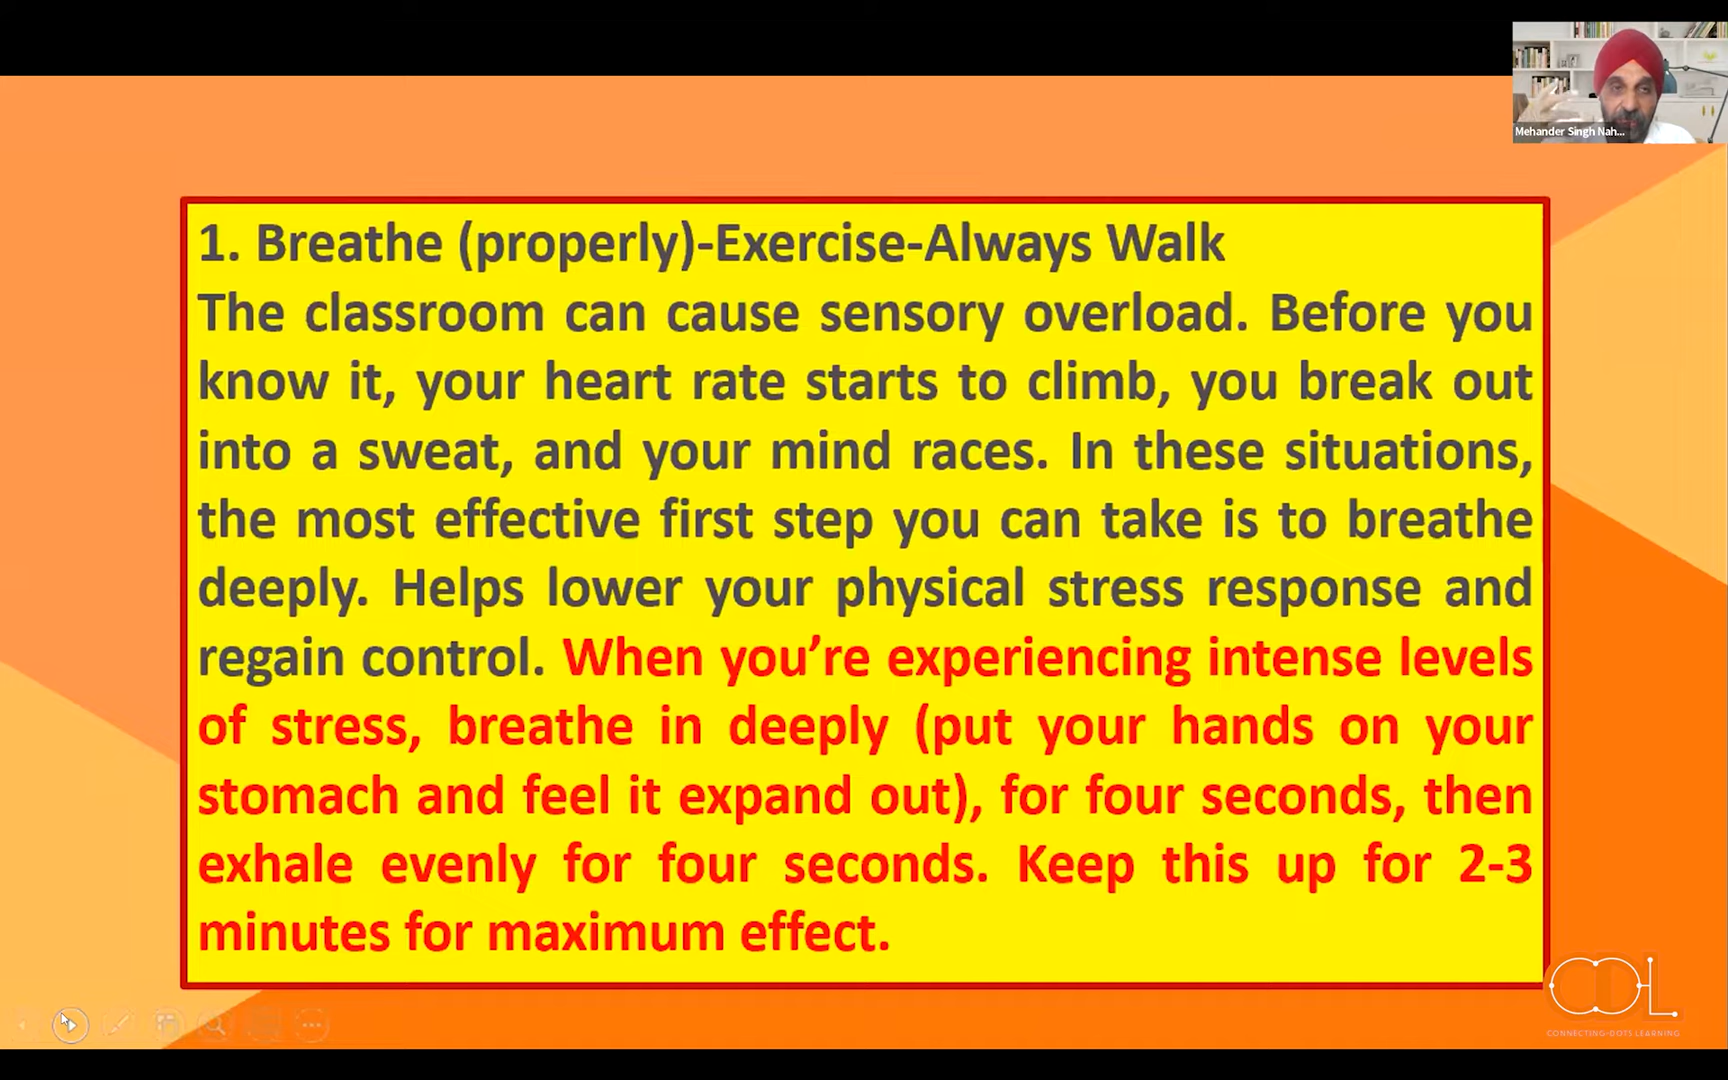 Mehander Singh Nah...
1. Breathe (properly)-Exercise-Always Walk
The classroom can cause sensory overload. Before you
know it, your heart rate starts to climb, you break out
into a sweat, and your mind races. In these situations,
the most effective first step you can take is to breathe
deeply. Helps lower your physical stress response and
regain control. When you’re experiencing intense levels
of stress, breathe in deeply (put your hands on your
stomach and feel it expand out), for four seconds, then
exhale evenly for four seconds. Keep this up for 2-3
minutes for maximum effect.
CDL
CONNECTING-DOTS LEARNING